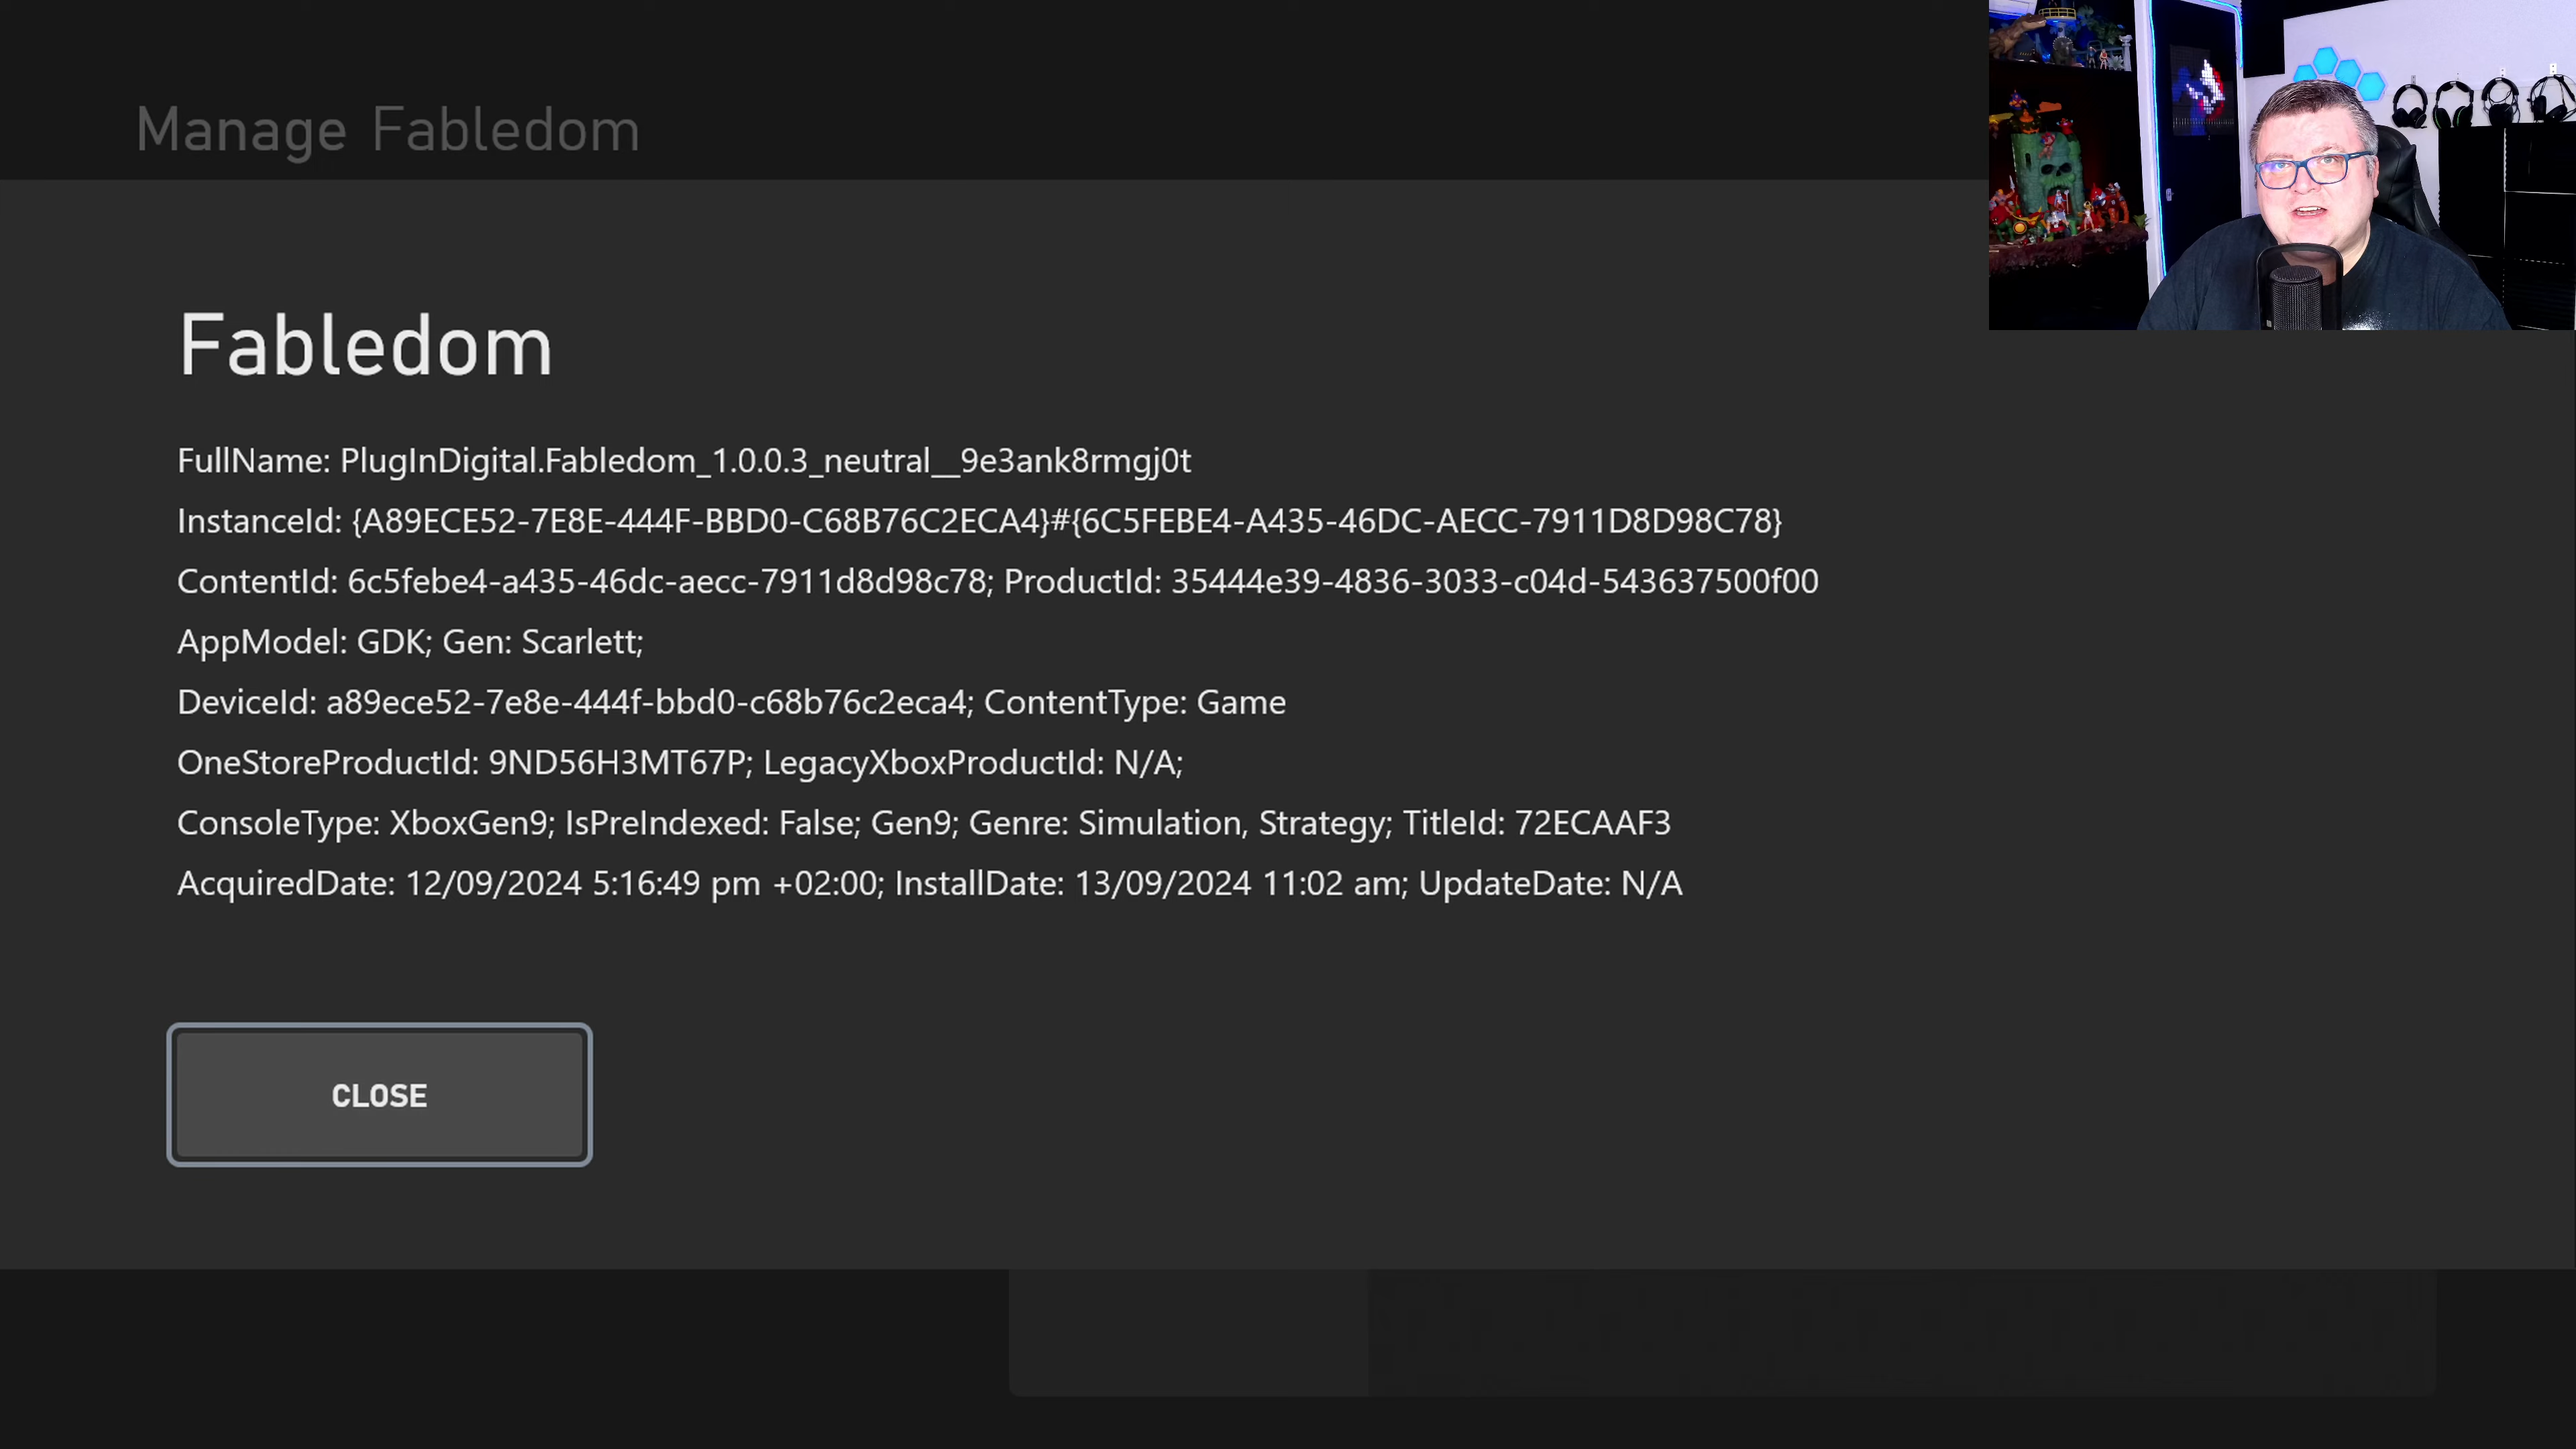 Manage Fabledom
Fabledom
FullName: PlugInDigital.Fabledom_1.0.0.3_neutral__9e3ank8rmgj0t
InstanceId: {A89ECE52-7E8E-444F-BBD0-C68B76C2ECA4}#{6C5FEBE4-A435-46DC-AECC-7911D8D98C78}
ContentId: 6c5febe4-a435-46dc-aecc-7911d8d98c78; ProductId: 35444e39-4836-3033-c04d-543637500f00
AppModel: GDK; Gen: Scarlett;
DeviceId: a89ece52-7e8e-444f-bbd0-c68b76c2eca4; ContentType: Game
OneStoreProductId: 9ND56H3MT67P; LegacyXboxProductId: N/A;
ConsoleType: XboxGen9; IsPreIndexed: False; Gen9; Genre: Simulation, Strategy; TitleId: 72ECAAF3
AcquiredDate: 12/09/2024 5:16:49 pm +02:00; InstallDate: 13/09/2024 11:02 am; UpdateDate: N/A
CLOSE